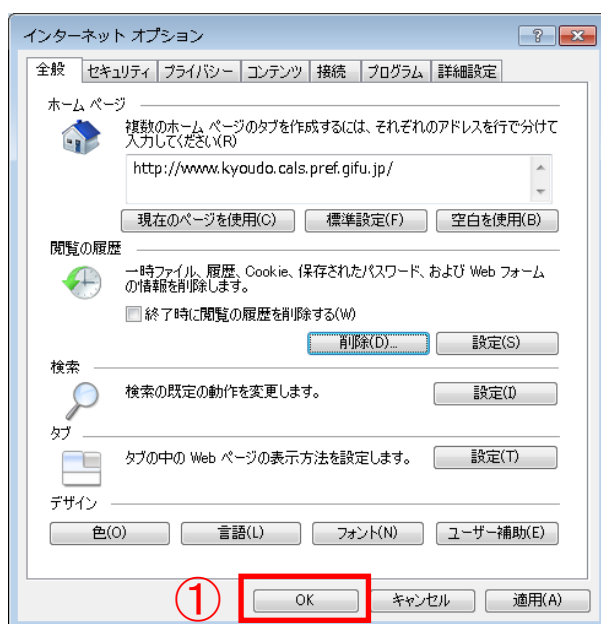 インターネット オプション
全般 セキュリティ プライバシー コンテンツ 接続 プログラム 詳細設定
ホーム ページ
複数のホーム ページのタブを作成するには、それぞれのアドレスを行で分けて
入力してください(R)
http://www.kyoudo.cals.pref.gifu.jp/
現在のページを使用(C) 標準設定(F) 空白を使用(B)
閲覧の履歴
一時ファイル、履歴、Cookie、保存されたパスワード、および Web フォーム
の情報を削除します。
終了時に閲覧の履歴を削除する(W)
削除(D)... 設定(S)
検索
検索の既定の動作を変更します。 設定(I)
タブ
タブの中の Web ページの表示方法を設定します。 設定(T)
デザイン
色(O) 言語(L) フォント(N) ユーザー補助(E)
① OK キャンセル 適用(A)